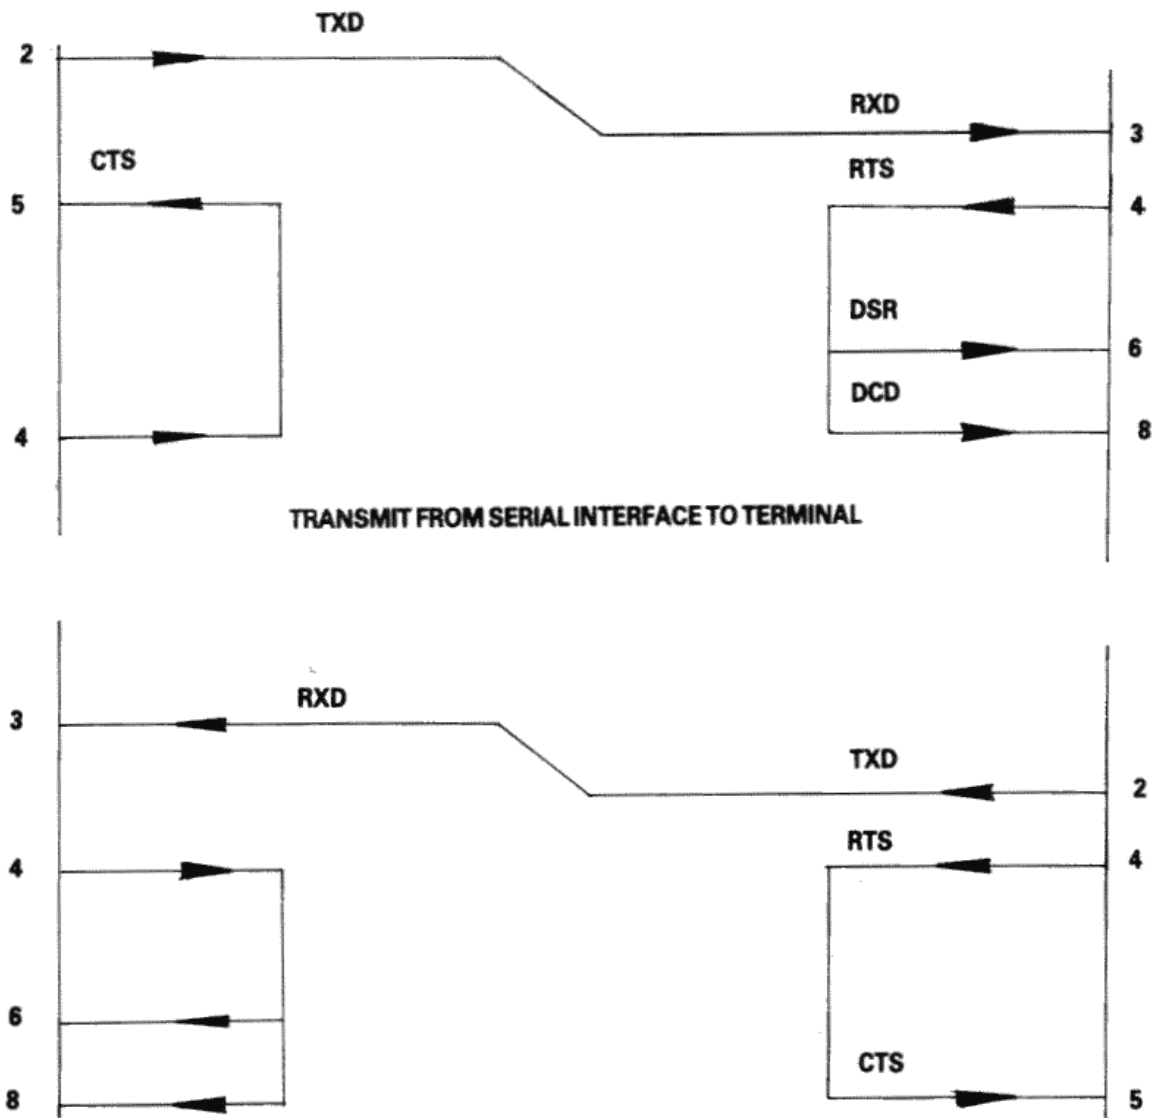 TXD
2
RXD
3
CTS
RTS
5
4
DSR
6
DCD
4
8
TRANSMIT FROM SERIAL INTERFACE TO TERMINAL
RXD
3
TXD
2
RTS
4
4
6
CTS
8
5